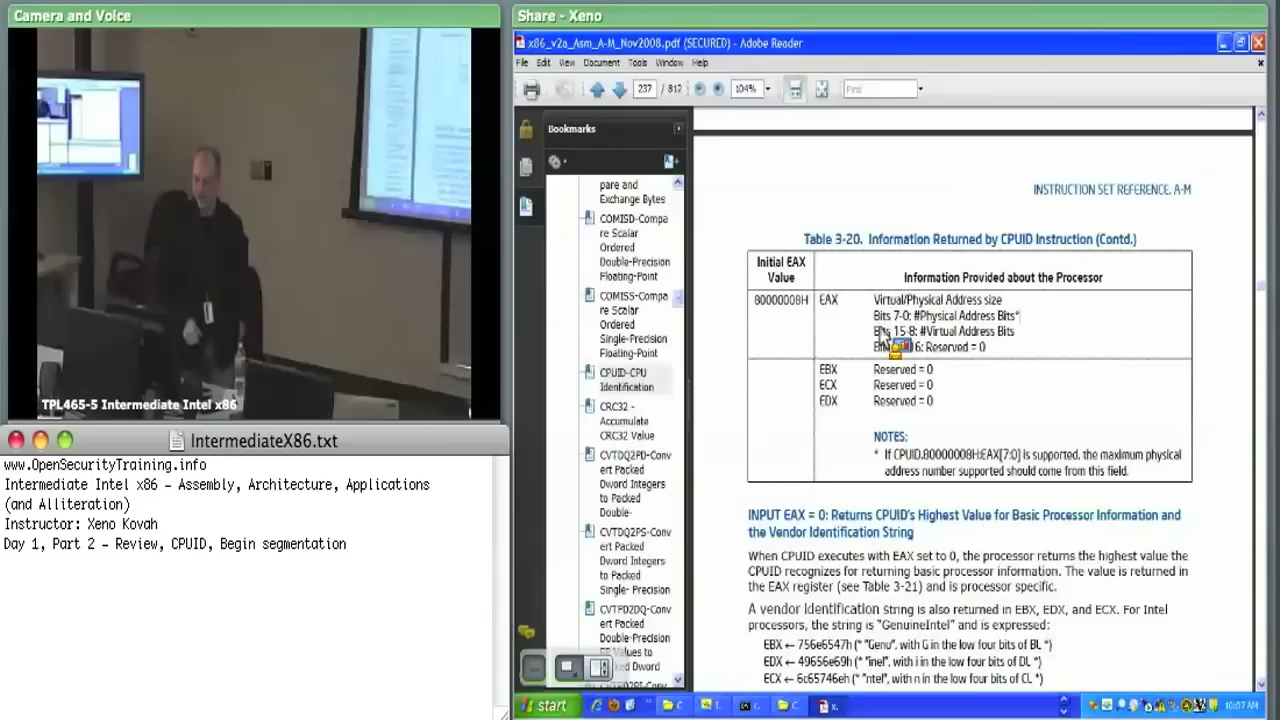 Camera and Voice
TPL465-5 Intermediate Intel x86
IntermediateX86.txt
www.OpenSecurityTraining.info
Intermediate Intel x86 – Assembly, Architecture, Applications
(and Alliteration)
Instructor: Xeno Kovah
Day 1, Part 2 – Review, CPUID, Begin segmentation
Share - Xeno
x86_v2a_Asm_A-M_Nov2008.pdf (SECURED) - Adobe Reader
File Edit View Document Tools Window Help
237 / 812 104% Find
Bookmarks
pare and
Exchange Bytes
COMISD-Compa
re Scalar
Ordered
Double-Precision
Floating-Point
COMISS-Compa
re Scalar
Ordered
Single-Precision
Floating-Point
CPUID-CPU
Identification
CRC32 -
Accumulate
CRC32 Value
CVTDQ2PD-Conv
ert Packed
Dword Integers
to Packed
Double-
CVTDQ2PS-Conv
ert Packed
Dword Integers
to Packed
Single- Precision
CVTPD2DQ-Conv
ert Packed
Double-Precision
FP Values to
Dword
INSTRUCTION SET REFERENCE, A-M
Table 3-20. Information Returned by CPUID Instruction (Contd.)
Initial EAX
Value
Information Provided about the Processor
80000008H EAX Virtual/Physical Address size
Bits 7-0: #Physical Address Bits*
Bits 15-8: #Virtual Address Bits
16: Reserved = 0
EBX Reserved = 0
ECX Reserved = 0
EDX Reserved = 0
NOTES:
* If CPUID.80000008H:EAX[7:0] is supported, the maximum physical
address number supported should come from this field.
INPUT EAX = 0: Returns CPUID's Highest Value for Basic Processor Information and
the Vendor Identification String
When CPUID executes with EAX set to 0, the processor returns the highest value the
CPUID recognizes for returning basic processor information. The value is returned in
the EAX register (see Table 3-21) and is processor specific.
A vendor identification string is also returned in EBX, EDX, and ECX. For Intel
processors, the string is "GenuineIntel" and is expressed:
EBX ← 756e6547h (* "Genu", with G in the low four bits of BL *)
EDX ← 49656e69h (* "ineI", with i in the low four bits of DL *)
ECX ← 6c65746eh (* "ntel", with n in the low four bits of CL *)
start
10:07 AM